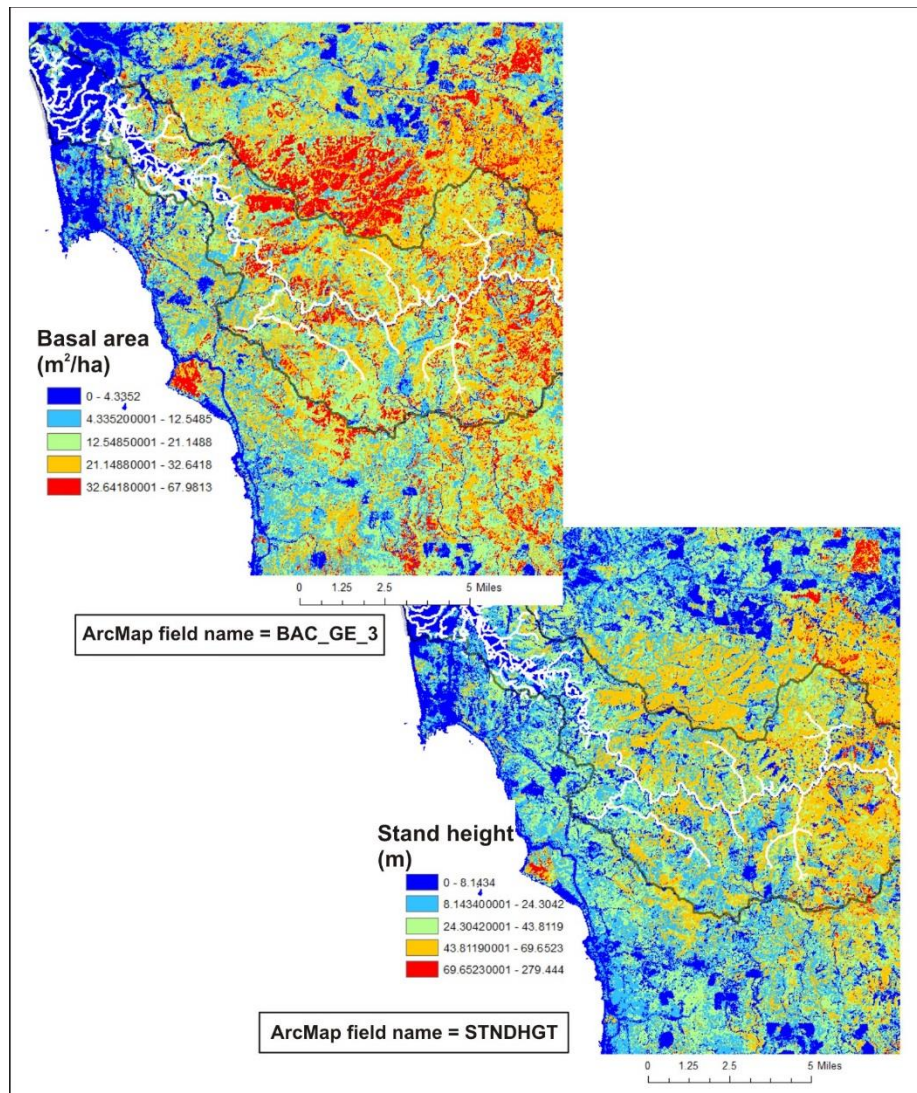 Basal area
(m²/ha)
0 - 4.3352
4.335200001 - 12.5485
12.54850001 - 21.1488
21.14880001 - 32.6418
32.64180001 - 67.9813
0 1.25 2.5 5 Miles
ArcMap field name = BAC_GE_3
Stand height
(m)
0 - 8.1434
8.143400001 - 24.3042
24.30420001 - 43.8119
43.81190001 - 69.6523
69.65230001 - 279.444
ArcMap field name = STNDHGT
0 1.25 2.5 5 Miles